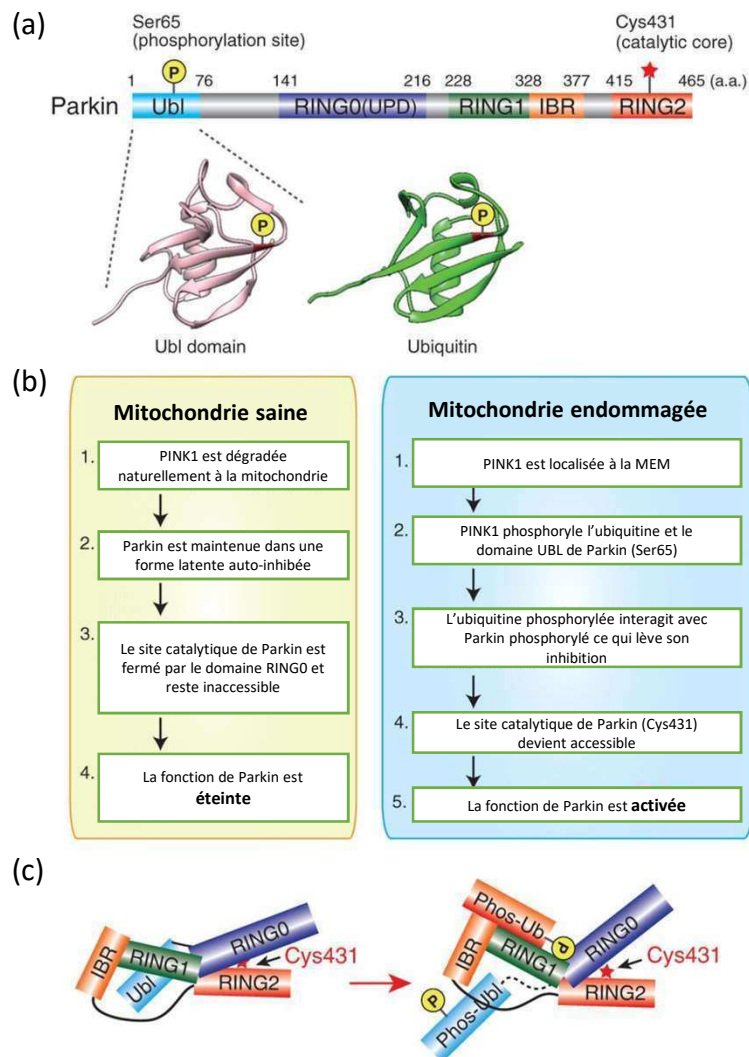 (a)
Ser65
(phosphorylation site)
Cys431
(catalytic core)
P
1 76 141 216 228 328 377 415 465 (a.a.)
Parkin Ubl RING0(UPD) RING1 IBR RING2
P P
Ubl domain Ubiquitin
(b)
Mitochondrie saine
1. PINK1 est dégradée
naturellement à la mitochondrie
2. Parkin est maintenue dans une
forme latente auto-inhibée
3. Le site catalytique de Parkin est
fermé par le domaine RING0 et
reste inaccessible
4. La fonction de Parkin est
éteinte
Mitochondrie endommagée
1. PINK1 est localisée à la MEM
2. PINK1 phosphoryle l’ubiquitine et le
domaine UBL de Parkin (Ser65)
3. L’ubiquitine phosphorylée interagit avec
Parkin phosphorylé ce qui lève son
inhibition
4. Le site catalytique de Parkin (Cys431)
devient accessible
5. La fonction de Parkin est activée
(c)
IBR RING1 Ubl RING0 Cys431
RING2
Phos-Ub P RING0
IBR RING1 Cys431
P Phos-Ubl RING2